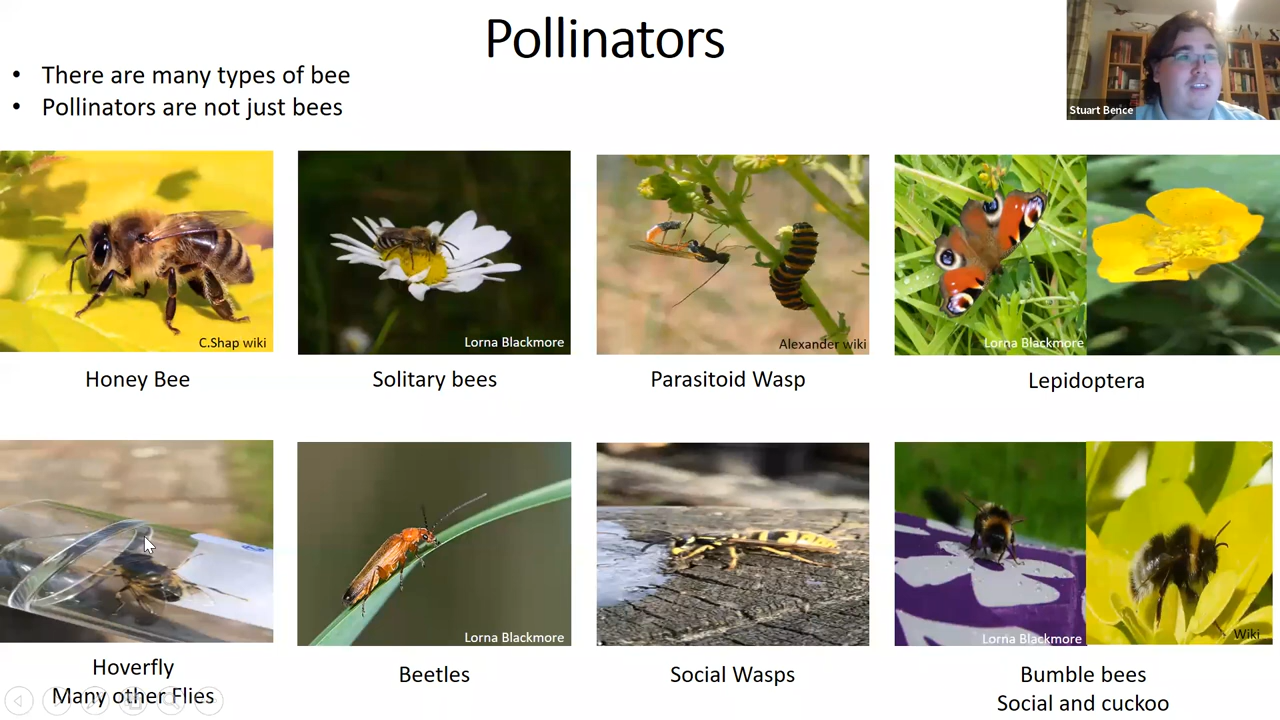 Pollinators
• There are many types of bee
• Pollinators are not just bees
Stuart Bence
C.Shap wiki
Lorna Blackmore
Alexander wiki
Lorna Blackmore
Honey Bee
Solitary bees
Parasitoid Wasp
Lepidoptera
Lorna Blackmore
Lorna Blackmore
Wiki
Hoverfly
Many other Flies
Beetles
Social Wasps
Bumble bees
Social and cuckoo